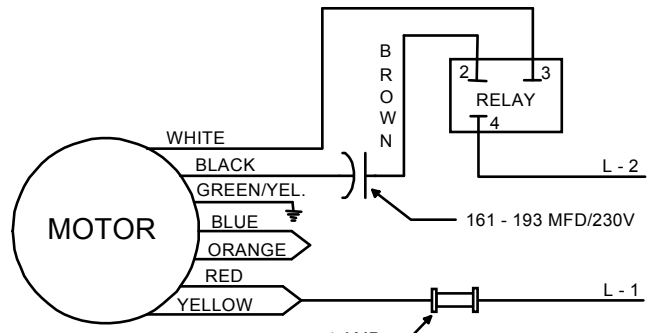 BROWN
2
3
RELAY
4
WHITE
BLACK
L - 2
GREEN/YEL.
161 - 193 MFD/230V
MOTOR
BLUE
ORANGE
RED
L - 1
YELLOW